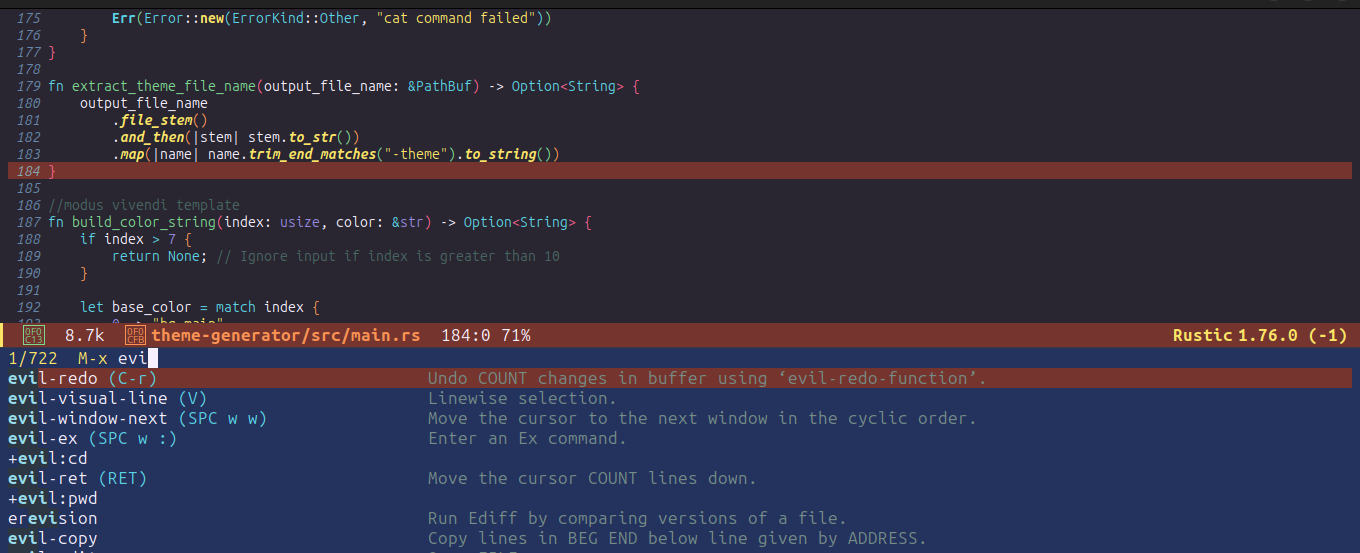 175         Err(Error::new(ErrorKind::Other, "cat command failed"))
176     }
177 }
178
179 fn extract_theme_file_name(output_file_name: &PathBuf) -> Option<String> {
180     output_file_name
181         .file_stem()
182         .and_then(|stem| stem.to_str())
183         .map(|name| name.trim_end_matches("-theme").to_string())
184 }
185
186 //modus vivendi template
187 fn build_color_string(index: usize, color: &str) -> Option<String> {
188     if index > 7 {
189         return None; // Ignore input if index is greater than 10
190     }
191
192     let base_color = match index {
0F0C13 8.7k 0F0CFB theme-generator/src/main.rs 184:0 71% Rustic 1.76.0 (-1)
1/722 M-x evi
evil-redo (C-r) Undo COUNT changes in buffer using ‘evil-redo-function’.
evil-visual-line (V) Linewise selection.
evil-window-next (SPC w w) Move the cursor to the next window in the cyclic order.
evil-ex (SPC w :) Enter an Ex command.
+evil:cd
evil-ret (RET) Move the cursor COUNT lines down.
+evil:pwd
erevision Run Ediff by comparing versions of a file.
evil-copy Copy lines in BEG END below line given by ADDRESS.